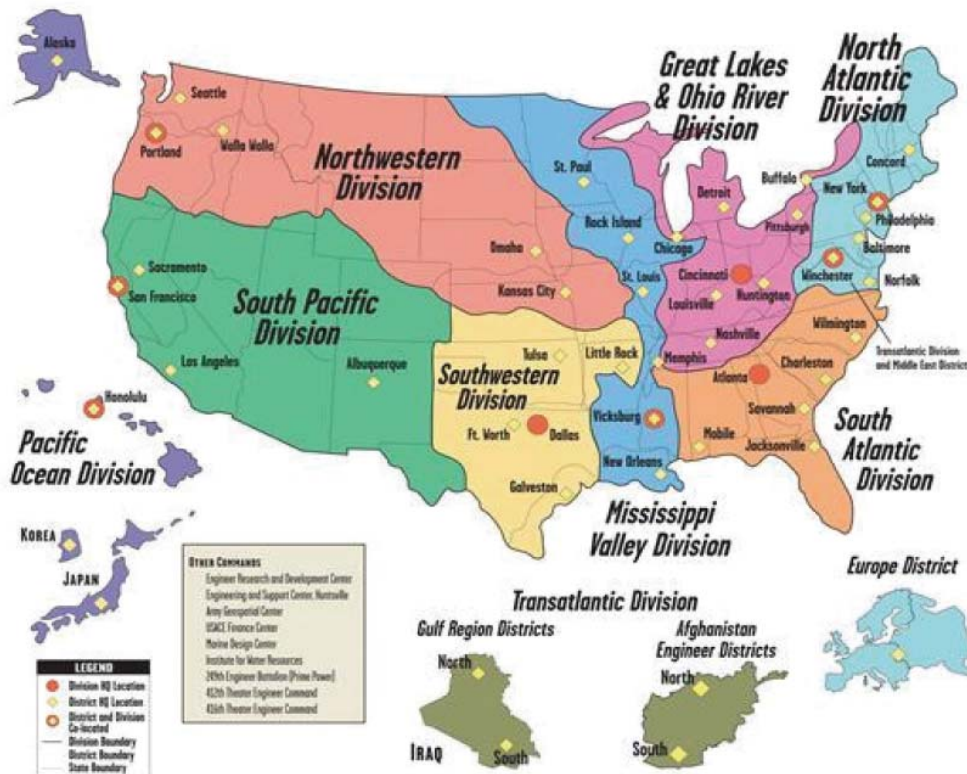 Alaska
Seattle
Portland
Walla Walla
Northwestern
Division
Omaha
Kansas City
St. Paul
Rock Island
St. Louis
Great Lakes
& Ohio River
Division
Detroit
Buffalo
Chicago
Pittsburgh
Cincinnati
Louisville
Huntington
Nashville
North
Atlantic
Division
Concord
New York
Philadelphia
Baltimore
Winchester
Norfolk
Transatlantic Division
and Middle East District
Sacramento
San Francisco
South Pacific
Division
Los Angeles
Albuquerque
Tulsa
Little Rock
Southwestern
Division
Ft. Worth
Dallas
Galveston
Memphis
Vicksburg
New Orleans
Mississippi
Valley Division
Wilmington
Charleston
Atlanta
Savannah
Mobile
Jacksonville
South
Atlantic
Division
Honolulu
Pacific
Ocean Division
KOREA
JAPAN
OTHER COMMANDS
Engineer Research and Development Center
Engineering and Support Center, Huntsville
Army Geospatial Center
USACE Finance Center
Marine Design Center
Institute for Water Resources
249th Engineer Battalion (Prime Power)
412th Theater Engineer Command
416th Theater Engineer Command
LEGEND
Division HQ Location
District HQ Location
District and Division
Co-located
Division Boundary
District Boundary
State Boundary
Transatlantic Division
Gulf Region Districts
North
South
IRAQ
Afghanistan
Engineer Districts
North
South
Europe District